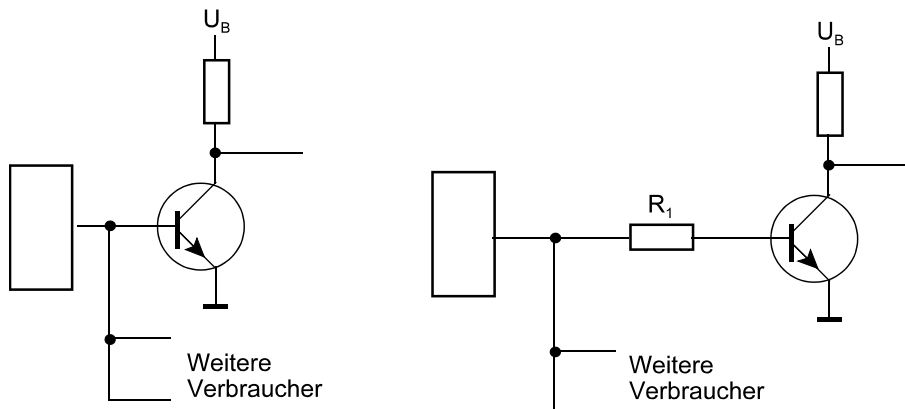 U_B
Weitere
Verbraucher
U_B
R_1
Weitere
Verbraucher